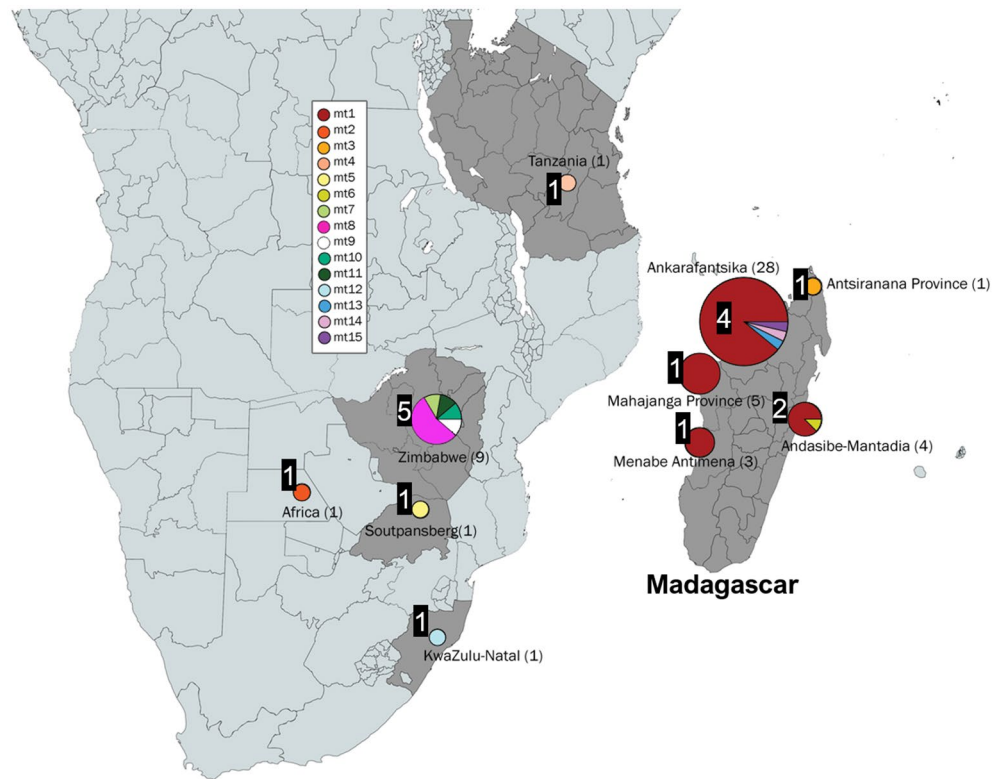 mt1
mt2
mt3
mt4
mt5
mt6
mt7
mt8
mt9
mt10
mt11
mt12
mt13
mt14
mt15
Tanzania (1)
1
Ankarafantsika (28)
4
1
Antsiranana Province (1)
1
Mahajanga Province (5)
2
Andasibe-Mantadia (4)
1
Menabe Antimena (3)
Madagascar
5
Zimbabwe (9)
1
Africa (1)
1
Soutpansberg(1)
1
KwaZulu-Natal (1)